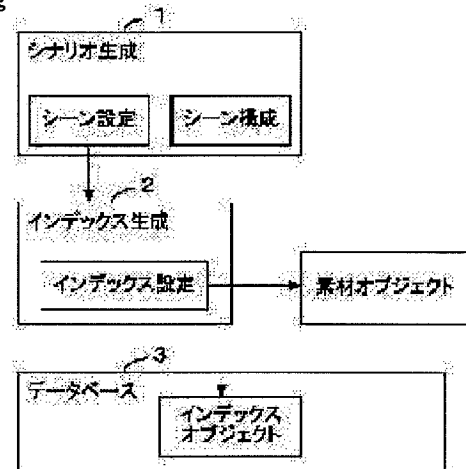 1
シナリオ生成
シーン設定
シーン構成
2
インデックス生成
インデックス設定
素材オブジェクト
3
データベース
インデックス
オブジェクト